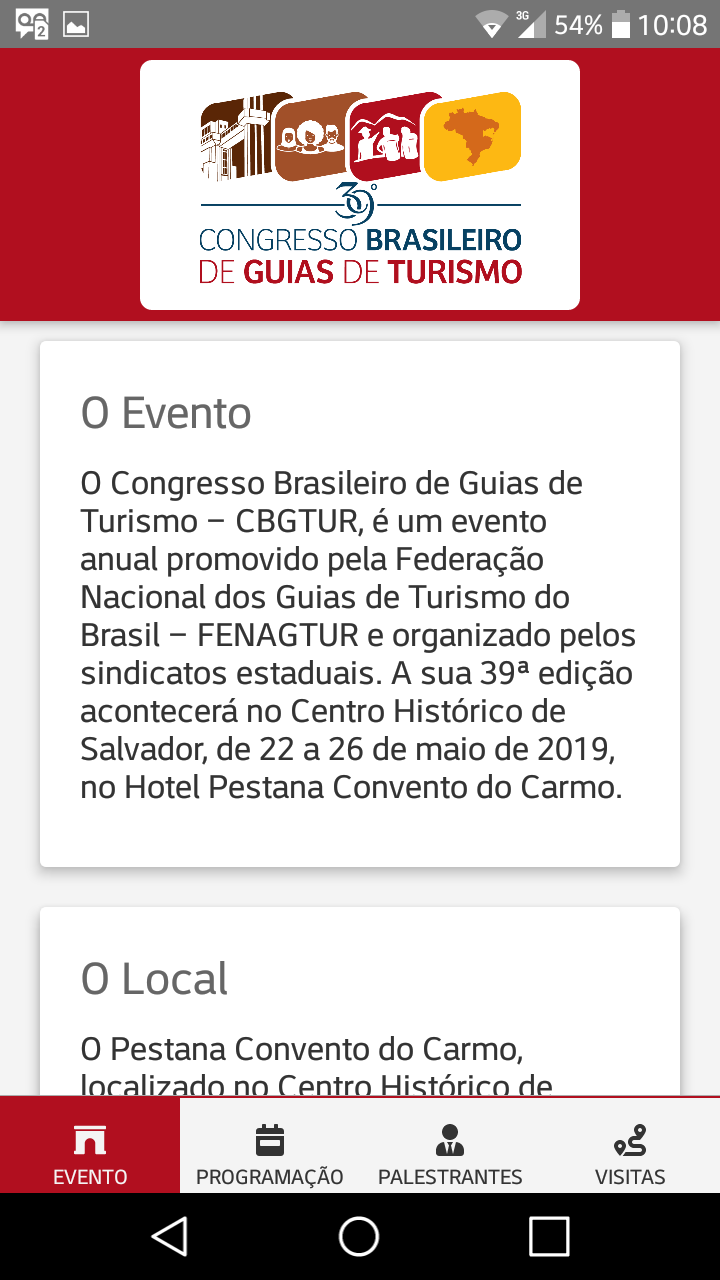 2
3G
54%
10:08
39º
CONGRESSO BRASILEIRO
DE GUIAS DE TURISMO
O Evento
O Congresso Brasileiro de Guias de
Turismo – CBGTUR, é um evento
anual promovido pela Federação
Nacional dos Guias de Turismo do
Brasil – FENAGTUR e organizado pelos
sindicatos estaduais. A sua 39ª edição
acontecerá no Centro Histórico de
Salvador, de 22 a 26 de maio de 2019,
no Hotel Pestana Convento do Carmo.
O Local
O Pestana Convento do Carmo,
localizado no Centro Histórico de
EVENTO
PROGRAMAÇÃO
PALESTRANTES
VISITAS